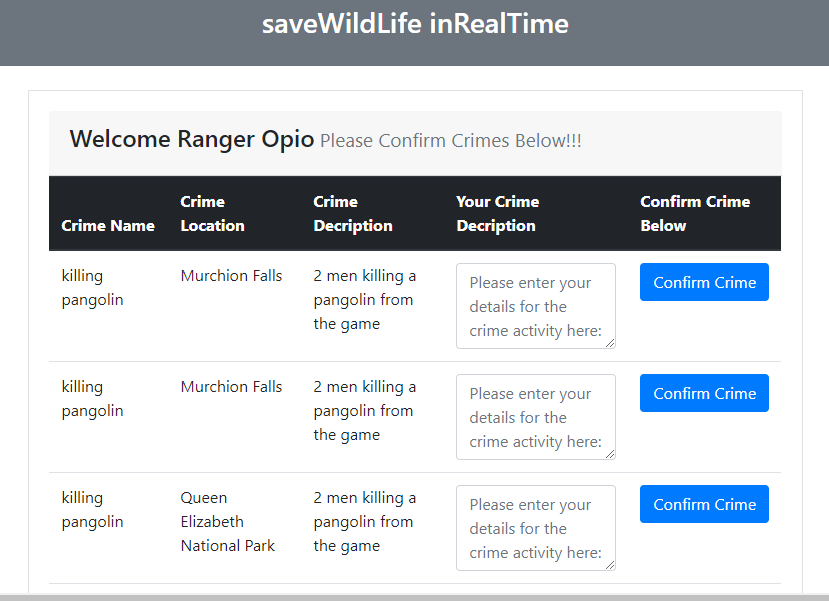 saveWildLife inRealTime
Welcome Ranger Opio Please Confirm Crimes Below!!!
Crime Name
Crime
Location
Crime
Decription
Your Crime
Decription
Confirm Crime
Below
killing
pangolin
Murchion Falls
2 men killing a
pangolin from
the game
Please enter your
details for the
crime activity here:
Confirm Crime
killing
pangolin
Murchion Falls
2 men killing a
pangolin from
the game
Please enter your
details for the
crime activity here:
Confirm Crime
killing
pangolin
Queen
Elizabeth
National Park
2 men killing a
pangolin from
the game
Please enter your
details for the
crime activity here:
Confirm Crime